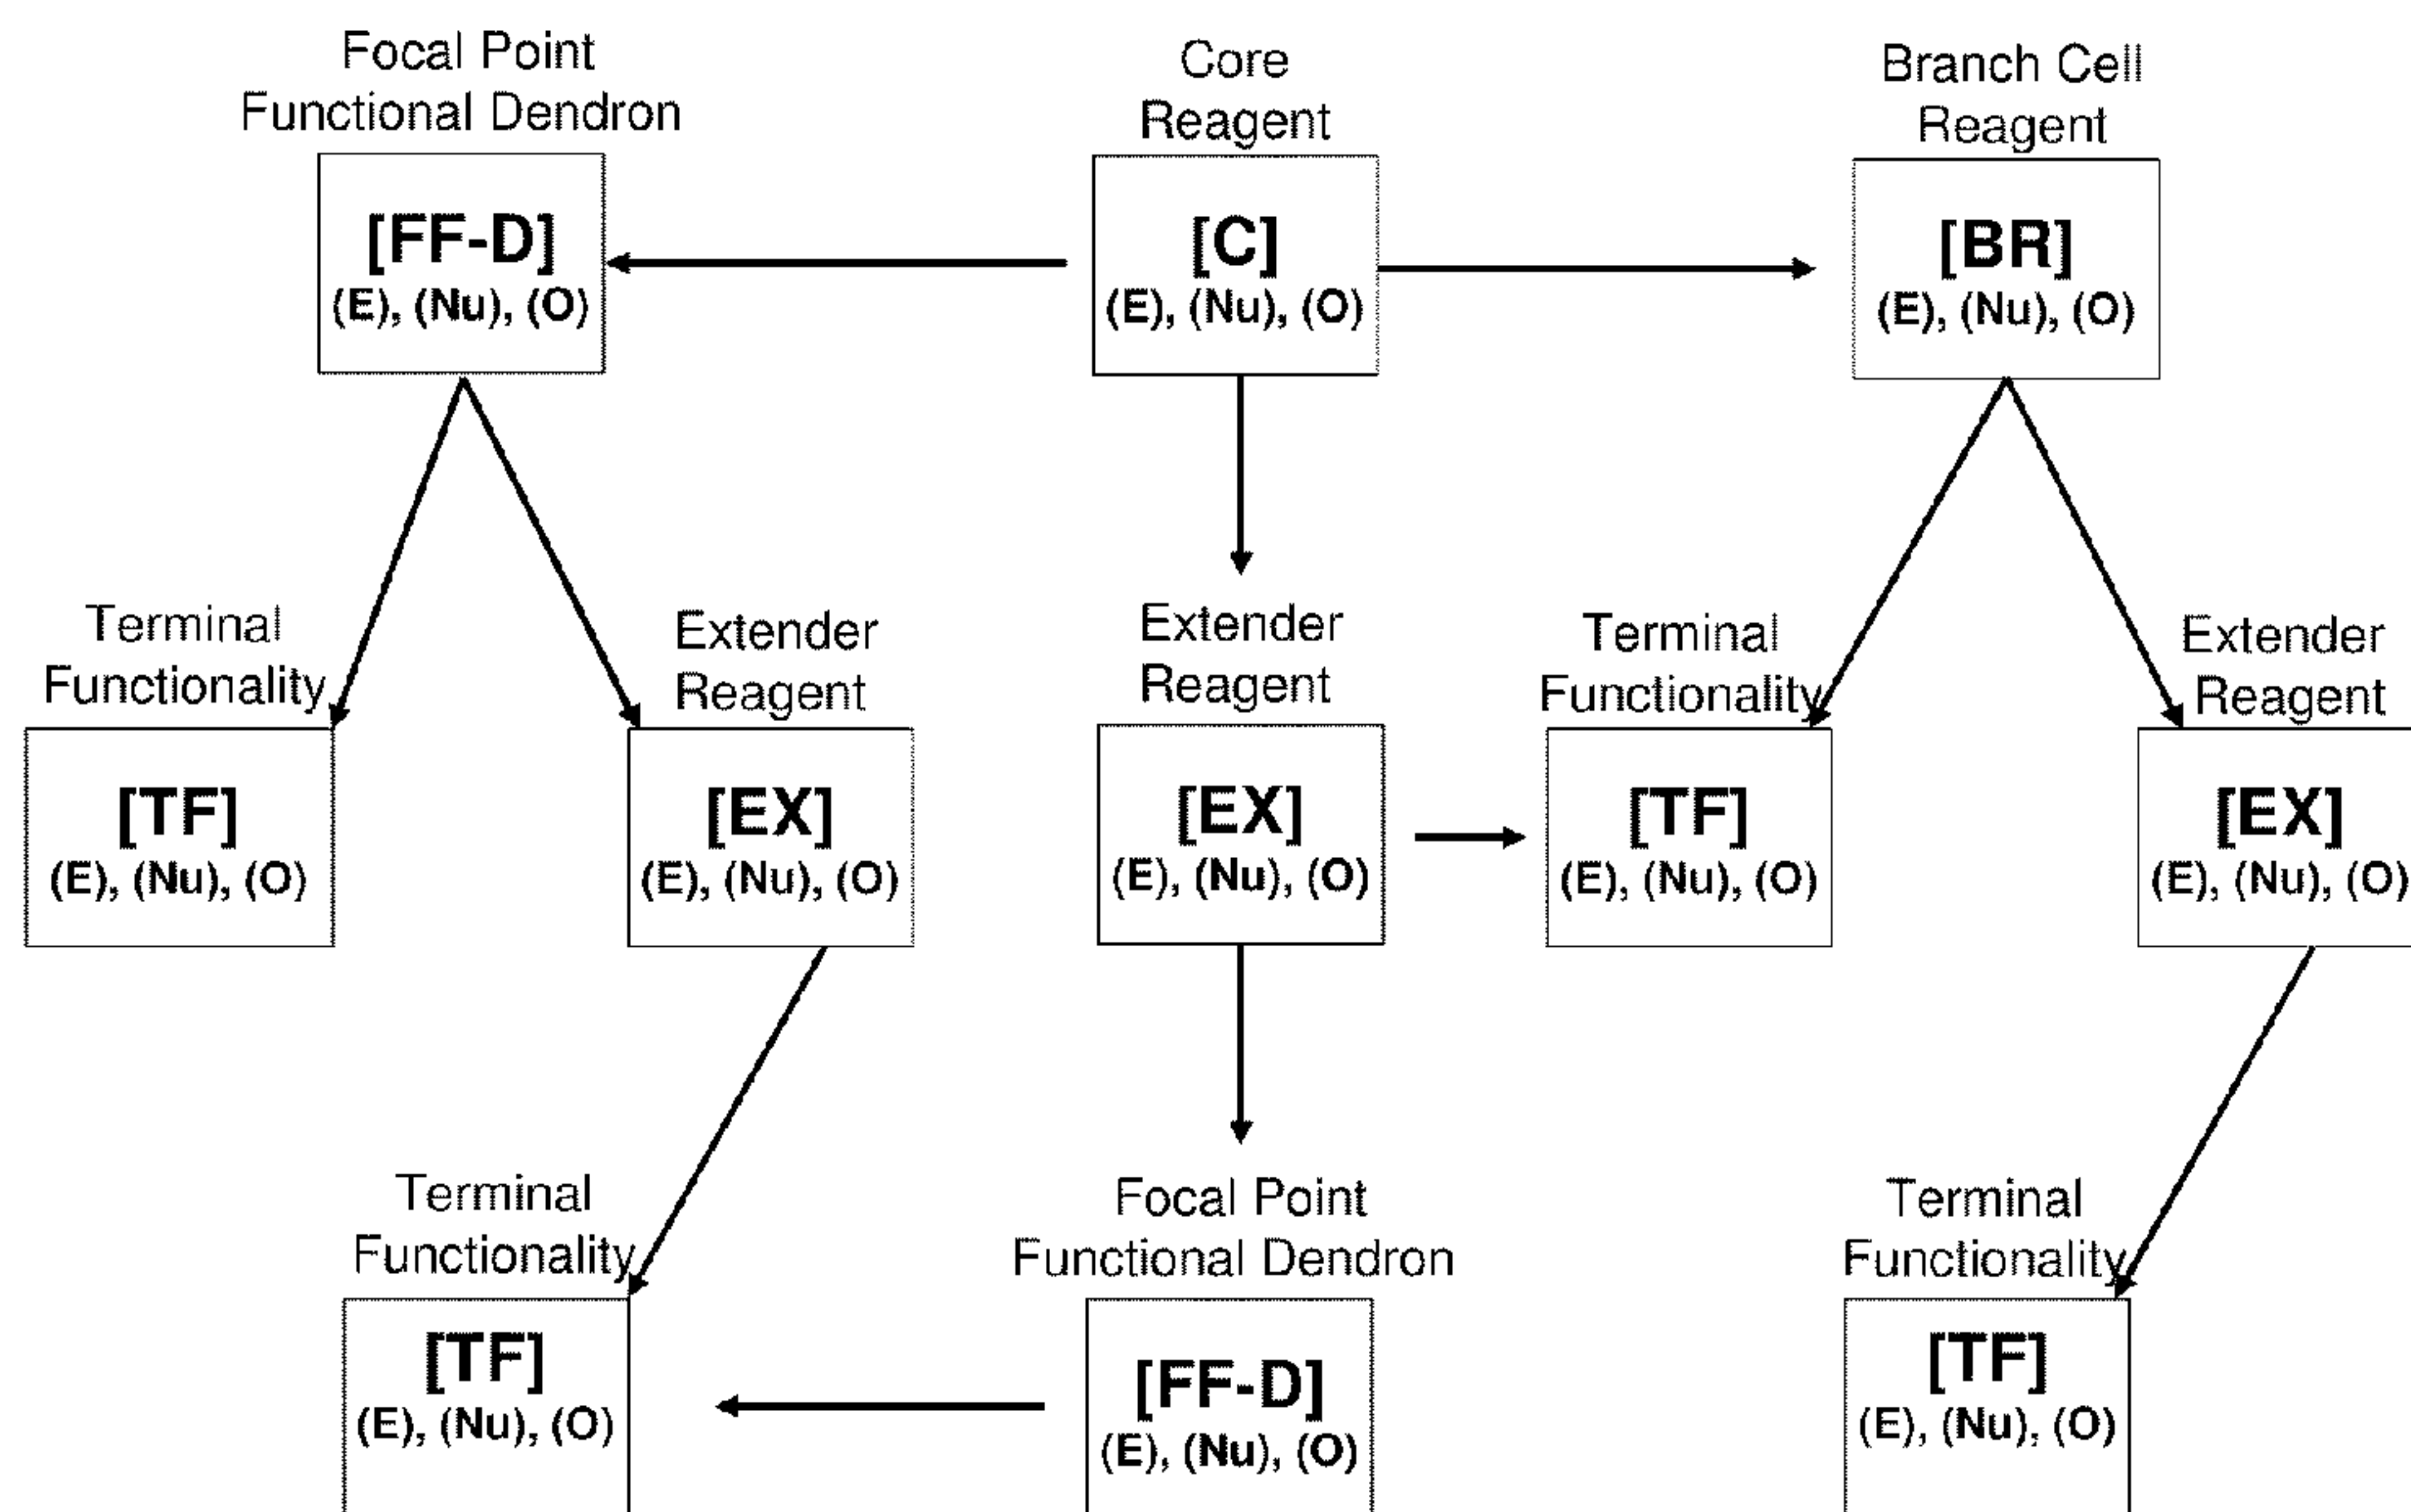 Focal Point
Functional Dendron
[FF-D]
(E), (Nu), (O)
Core
Reagent
[C]
(E), (Nu), (O)
Branch Cell
Reagent
[BR]
(E), (Nu), (O)
Terminal
Functionality
[TF]
(E), (Nu), (O)
Extender
Reagent
[EX]
(E), (Nu), (O)
Extender
Reagent
[EX]
(E), (Nu), (O)
Terminal
Functionality
[TF]
(E), (Nu), (O)
Extender
Reagent
[EX]
(E), (Nu), (O)
Terminal
Functionality
[TF]
(E), (Nu), (O)
Focal Point
Functional Dendron
[FF-D]
(E), (Nu), (O)
Terminal
Functionality
[TF]
(E), (Nu), (O)